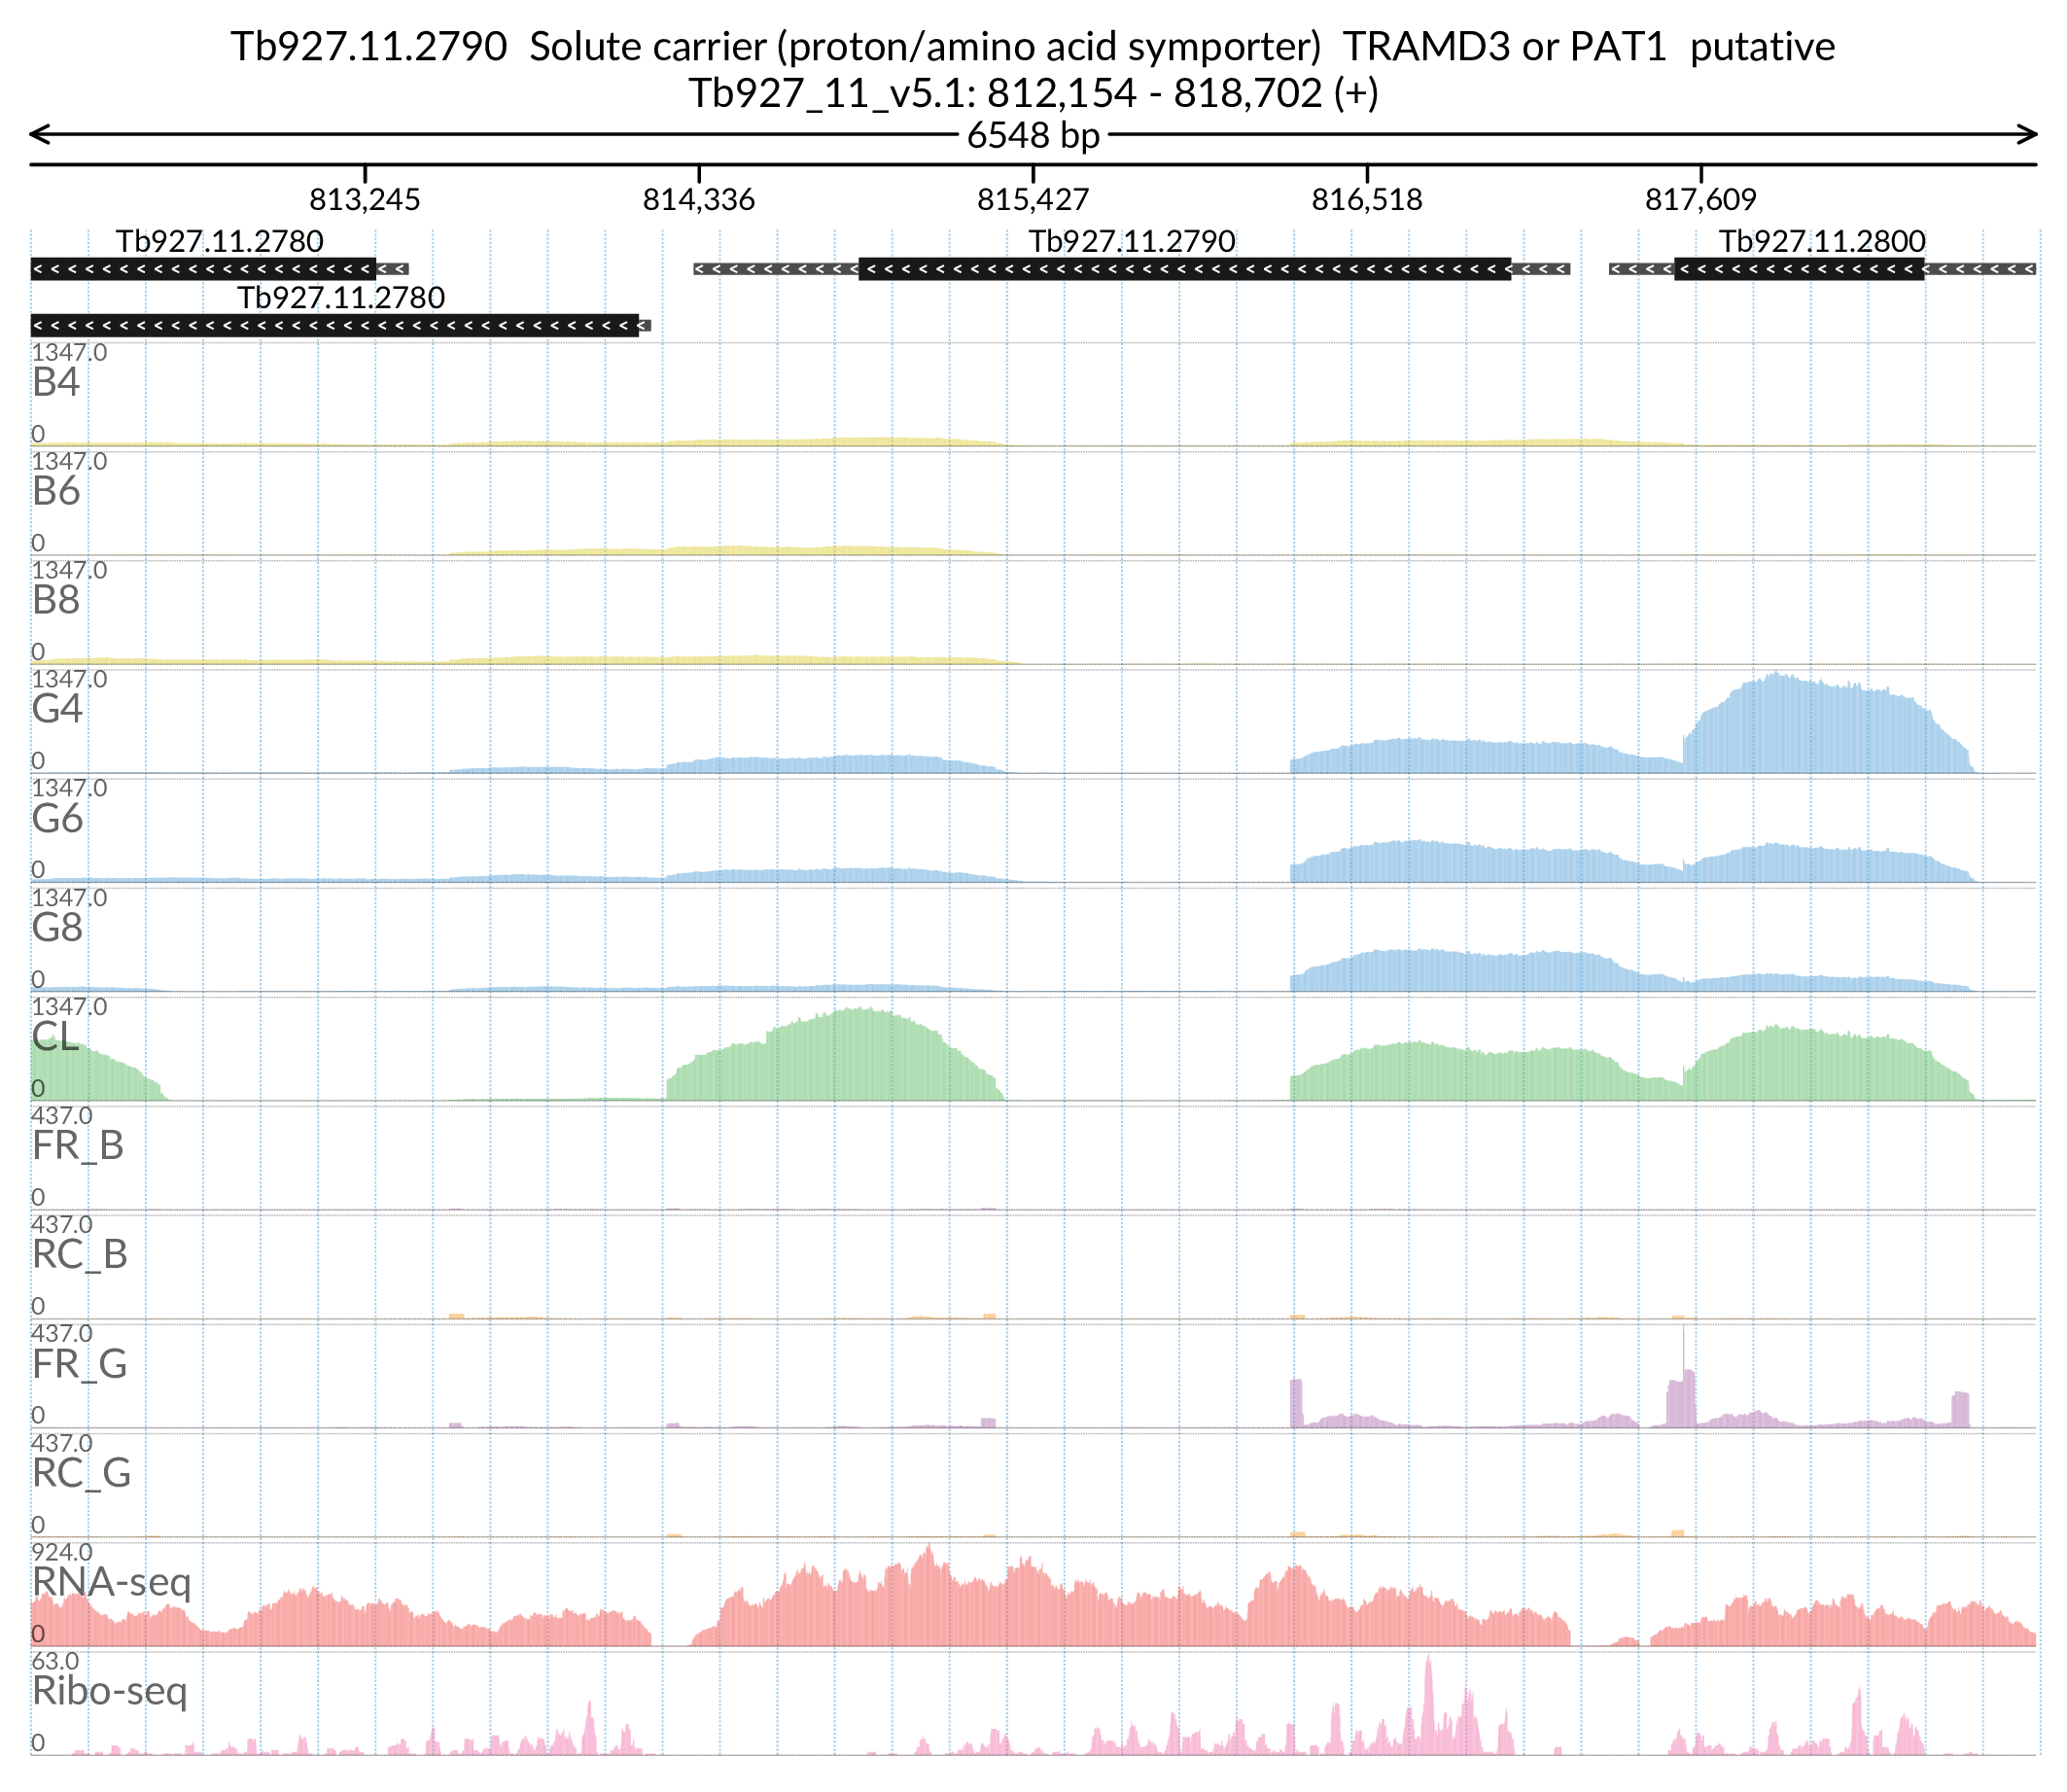 Tb927.11.2790 Solute carrier (proton/amino acid symporter) TRAMD3 or PAT1 putative
Tb927_11_v5.1: 812,154 - 818,702 (+)
6548 bp
813,245 814,336 815,427 816,518 817,609
Tb927.11.2780 Tb927.11.2790 Tb927.11.2800
Tb927.11.2780
1347.0
B4
0
1347.0
B6
0
1347.0
B8
0
1347.0
G4
0
1347.0
G6
0
1347.0
G8
0
1347.0
CL
0
437.0
FR_B
0
437.0
RC_B
0
437.0
FR_G
0
437.0
RC_G
0
924.0
RNA-seq
0
63.0
Ribo-seq
0